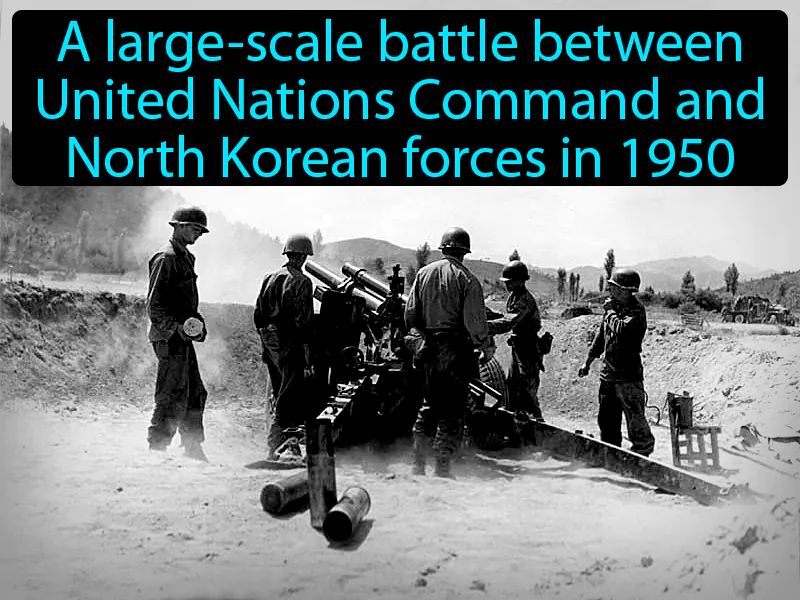 A large-scale battle between
United Nations Command and
North Korean forces in 1950